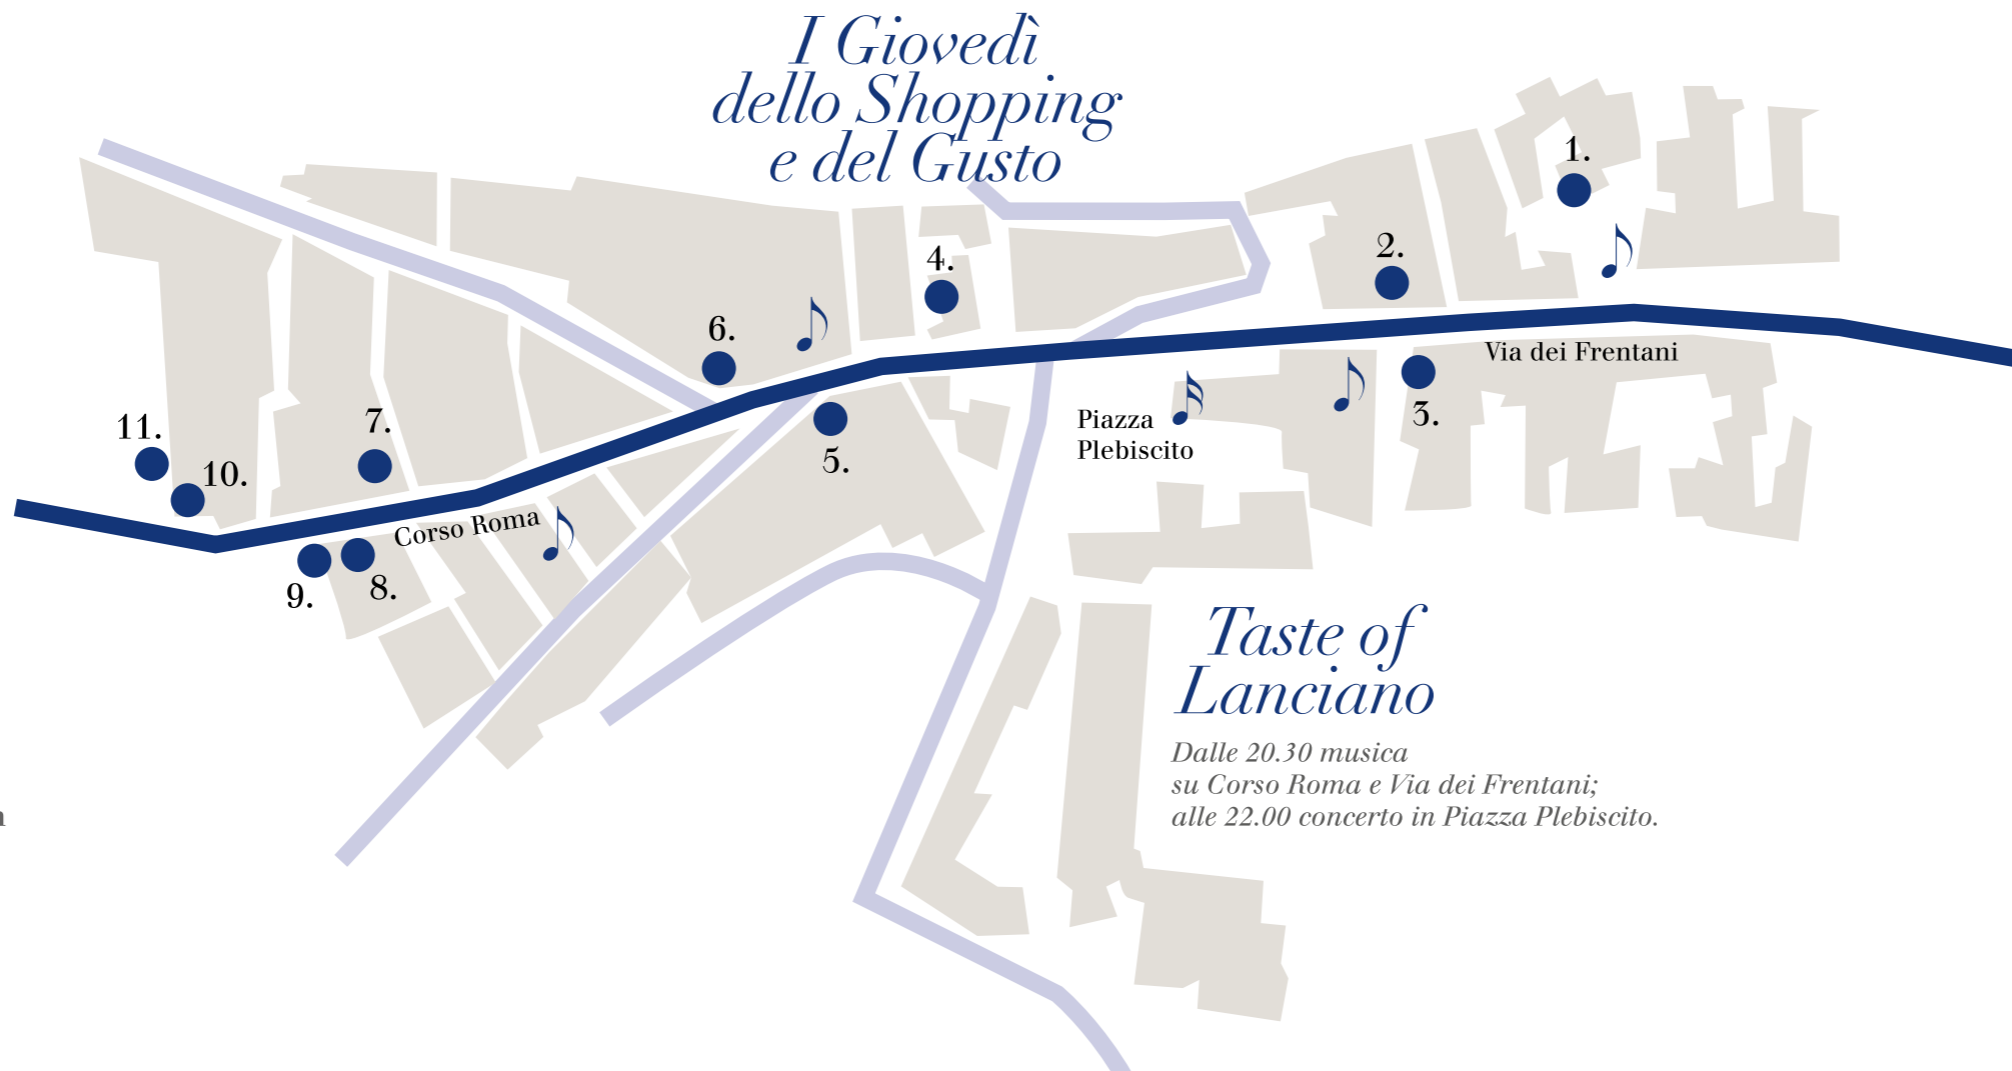 I Giovedì
dello Shopping
e del Gusto
1.
2.
4.
6.
Via dei Frentani
3.
Piazza
Plebiscito
5.
7.
11.
10.
Corso Roma
9.
8.
Taste of
Lanciano
Dalle 20.30 musica
su Corso Roma e Via dei Frentani;
alle 22.00 concerto in Piazza Plebiscito.